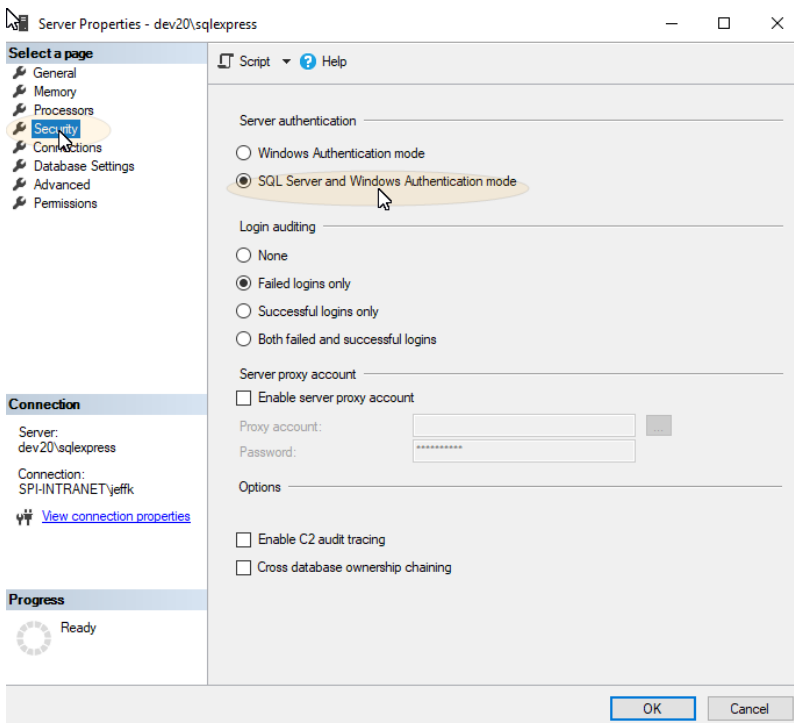 Server Properties - dev20\sqlexpress
Select a page
General
Memory
Processors
Security
Connections
Database Settings
Advanced
Permissions
Script
Help
Server authentication
Windows Authentication mode
SQL Server and Windows Authentication mode
Login auditing
None
Failed logins only
Successful logins only
Both failed and successful logins
Server proxy account
Enable server proxy account
Proxy account:
...
Password:
**********
Options
Enable C2 audit tracing
Cross database ownership chaining
Connection
Server:
dev20\sqlexpress
Connection:
SPI-INTRANET\jeffk
View connection properties
Progress
Ready
OK
Cancel